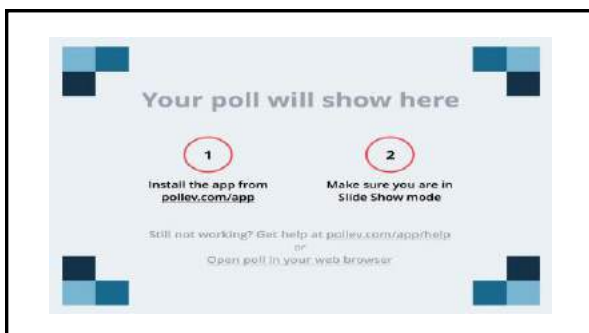 Your poll will show here
1
2
Install the app from
pollev.com/app
Make sure you are in
Slide Show mode
Still not working? Get help at pollev.com/app/help
or
Open poll in your web browser